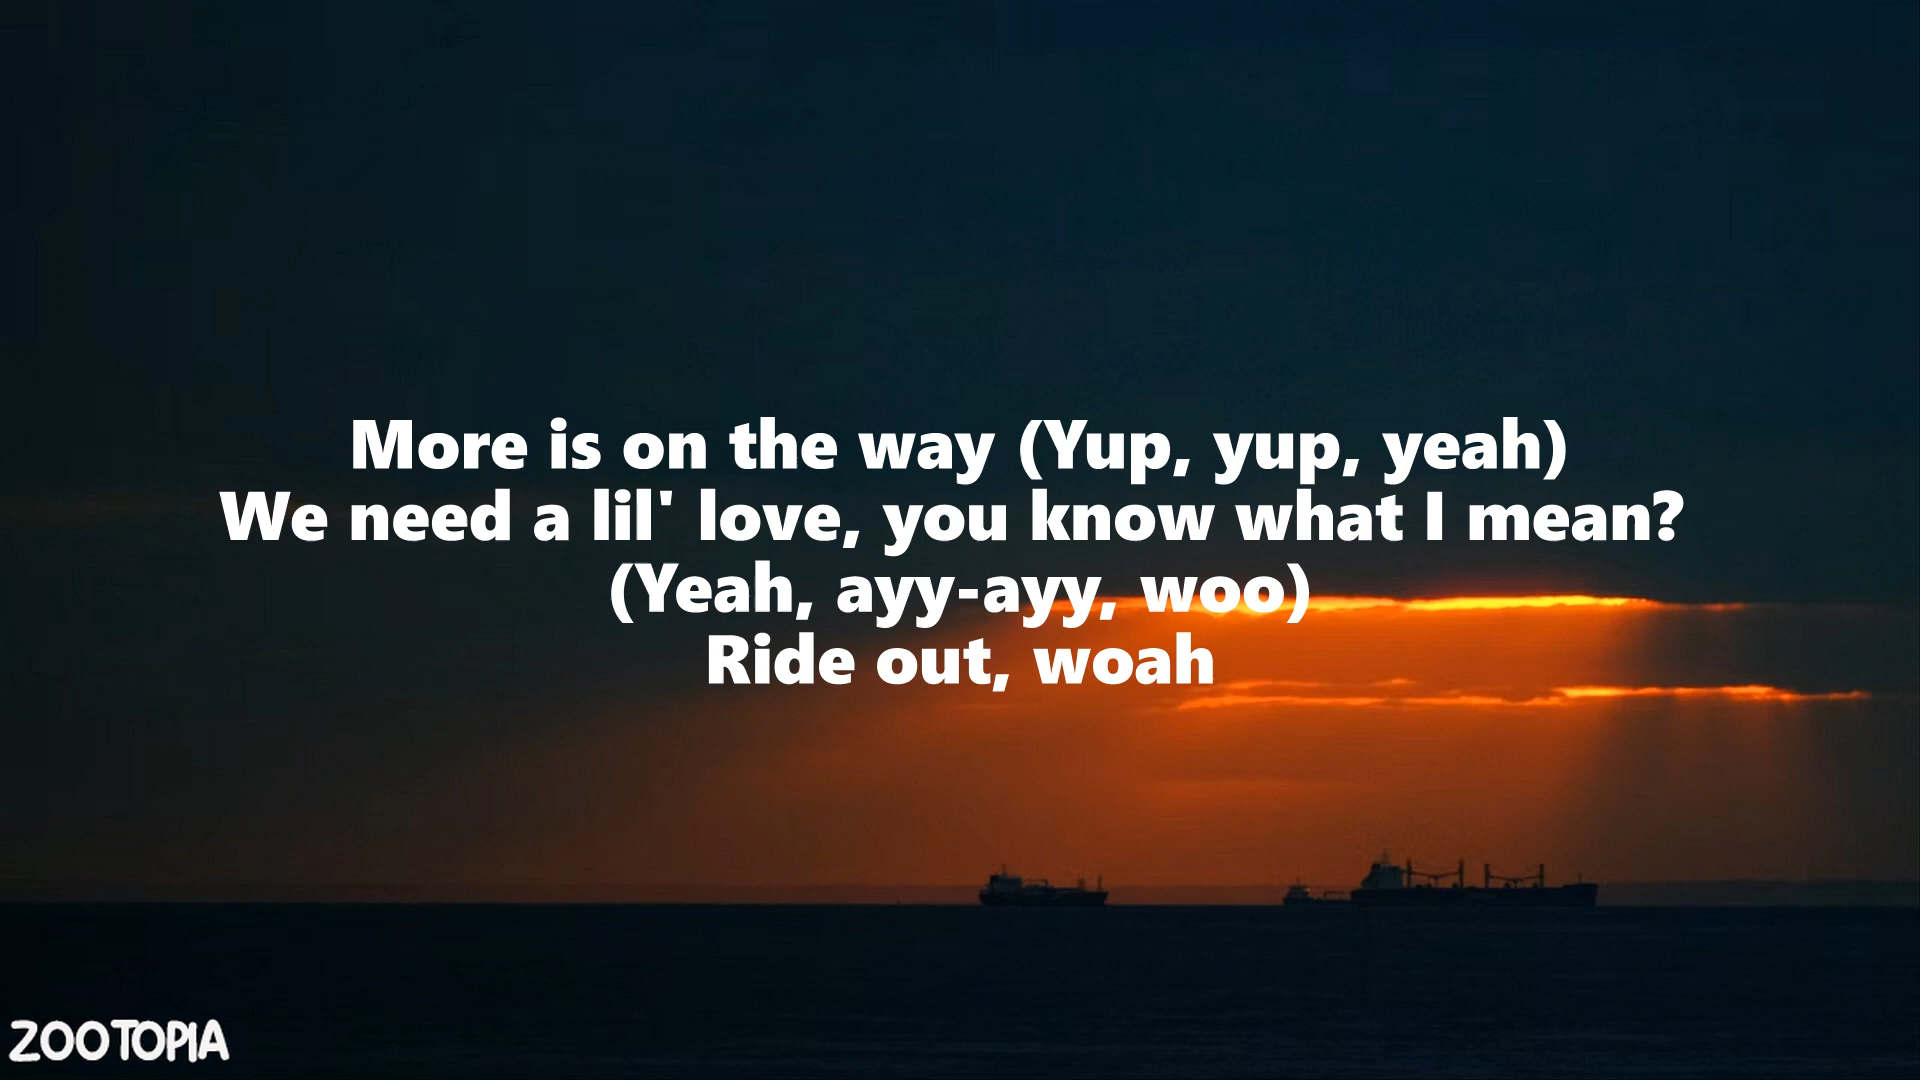 More is on the way (Yup, yup, yeah)
We need a lil' love, you know what I mean?
(Yeah, ayy-ayy, woo)
Ride out, woah
ZOOTOPIA